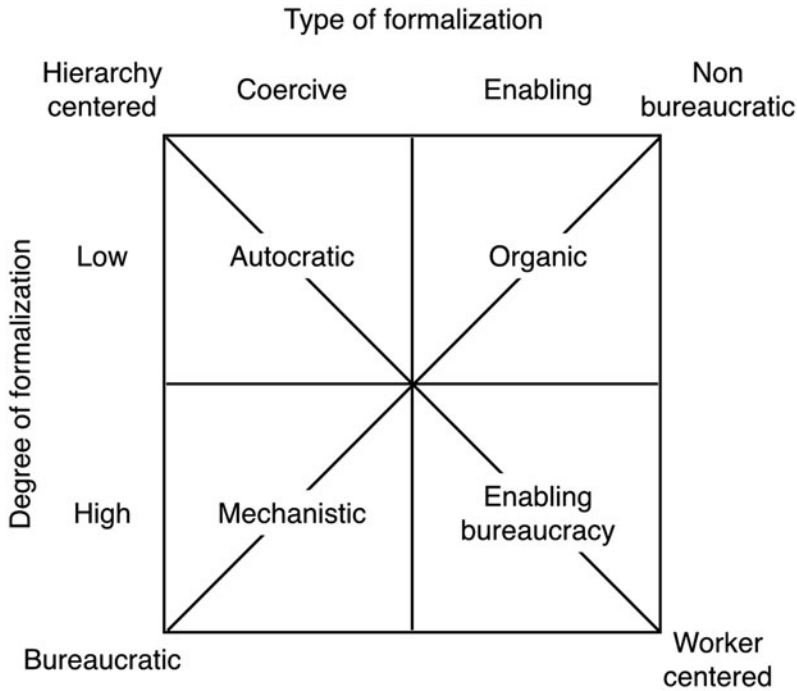 Type of formalization
Hierarchy
centered
Coercive
Enabling
Non
bureaucratic
Degree of formalization
Low
Autocratic
Organic
High
Mechanistic
Enabling
bureaucracy
Bureaucratic
Worker
centered